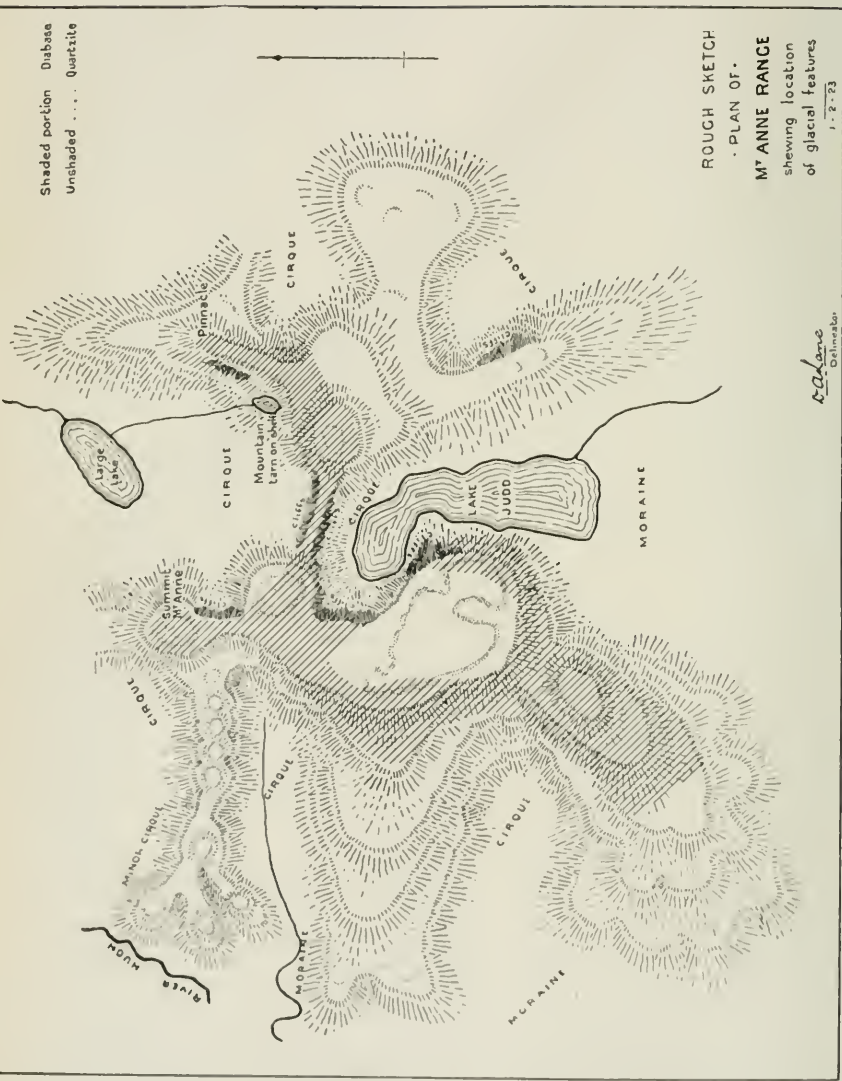 Shaded portion Diabase
Unshaded .... Quartzite
ROUGH SKETCH
· PLAN OF ·
MT ANNE RANGE
shewing location
of glacial features
1-2-23
Delineator
Large
Lake
Pinnacle
Mountain
tarn on shelf
CIRQUE
CIRQUE
CIRQUE
Summit
MT ANNE
CLIFFS
CIRQUE
LAKE
JUDD
MORAINE
CIRQUE
MINOR CIRQUE
RIVER HUON
CIRQUE
MORAINE
CIRQUE
MORAINE